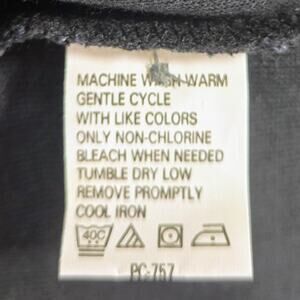 MACHINE WASH WARM
GENTLE CYCLE
WITH LIKE COLORS
ONLY NON-CHLORINE
BLEACH WHEN NEEDED
TUMBLE DRY LOW
REMOVE PROMPTLY
COOL IRON
40C
PC-757